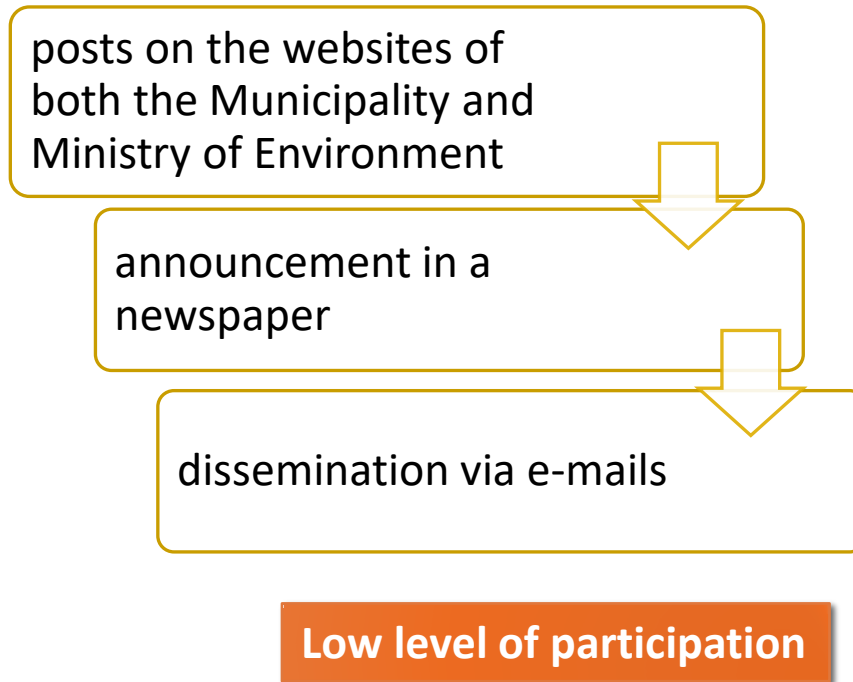 posts on the websites of
both the Municipality and
Ministry of Environment
announcement in a
newspaper
dissemination via e-mails
Low level of participation